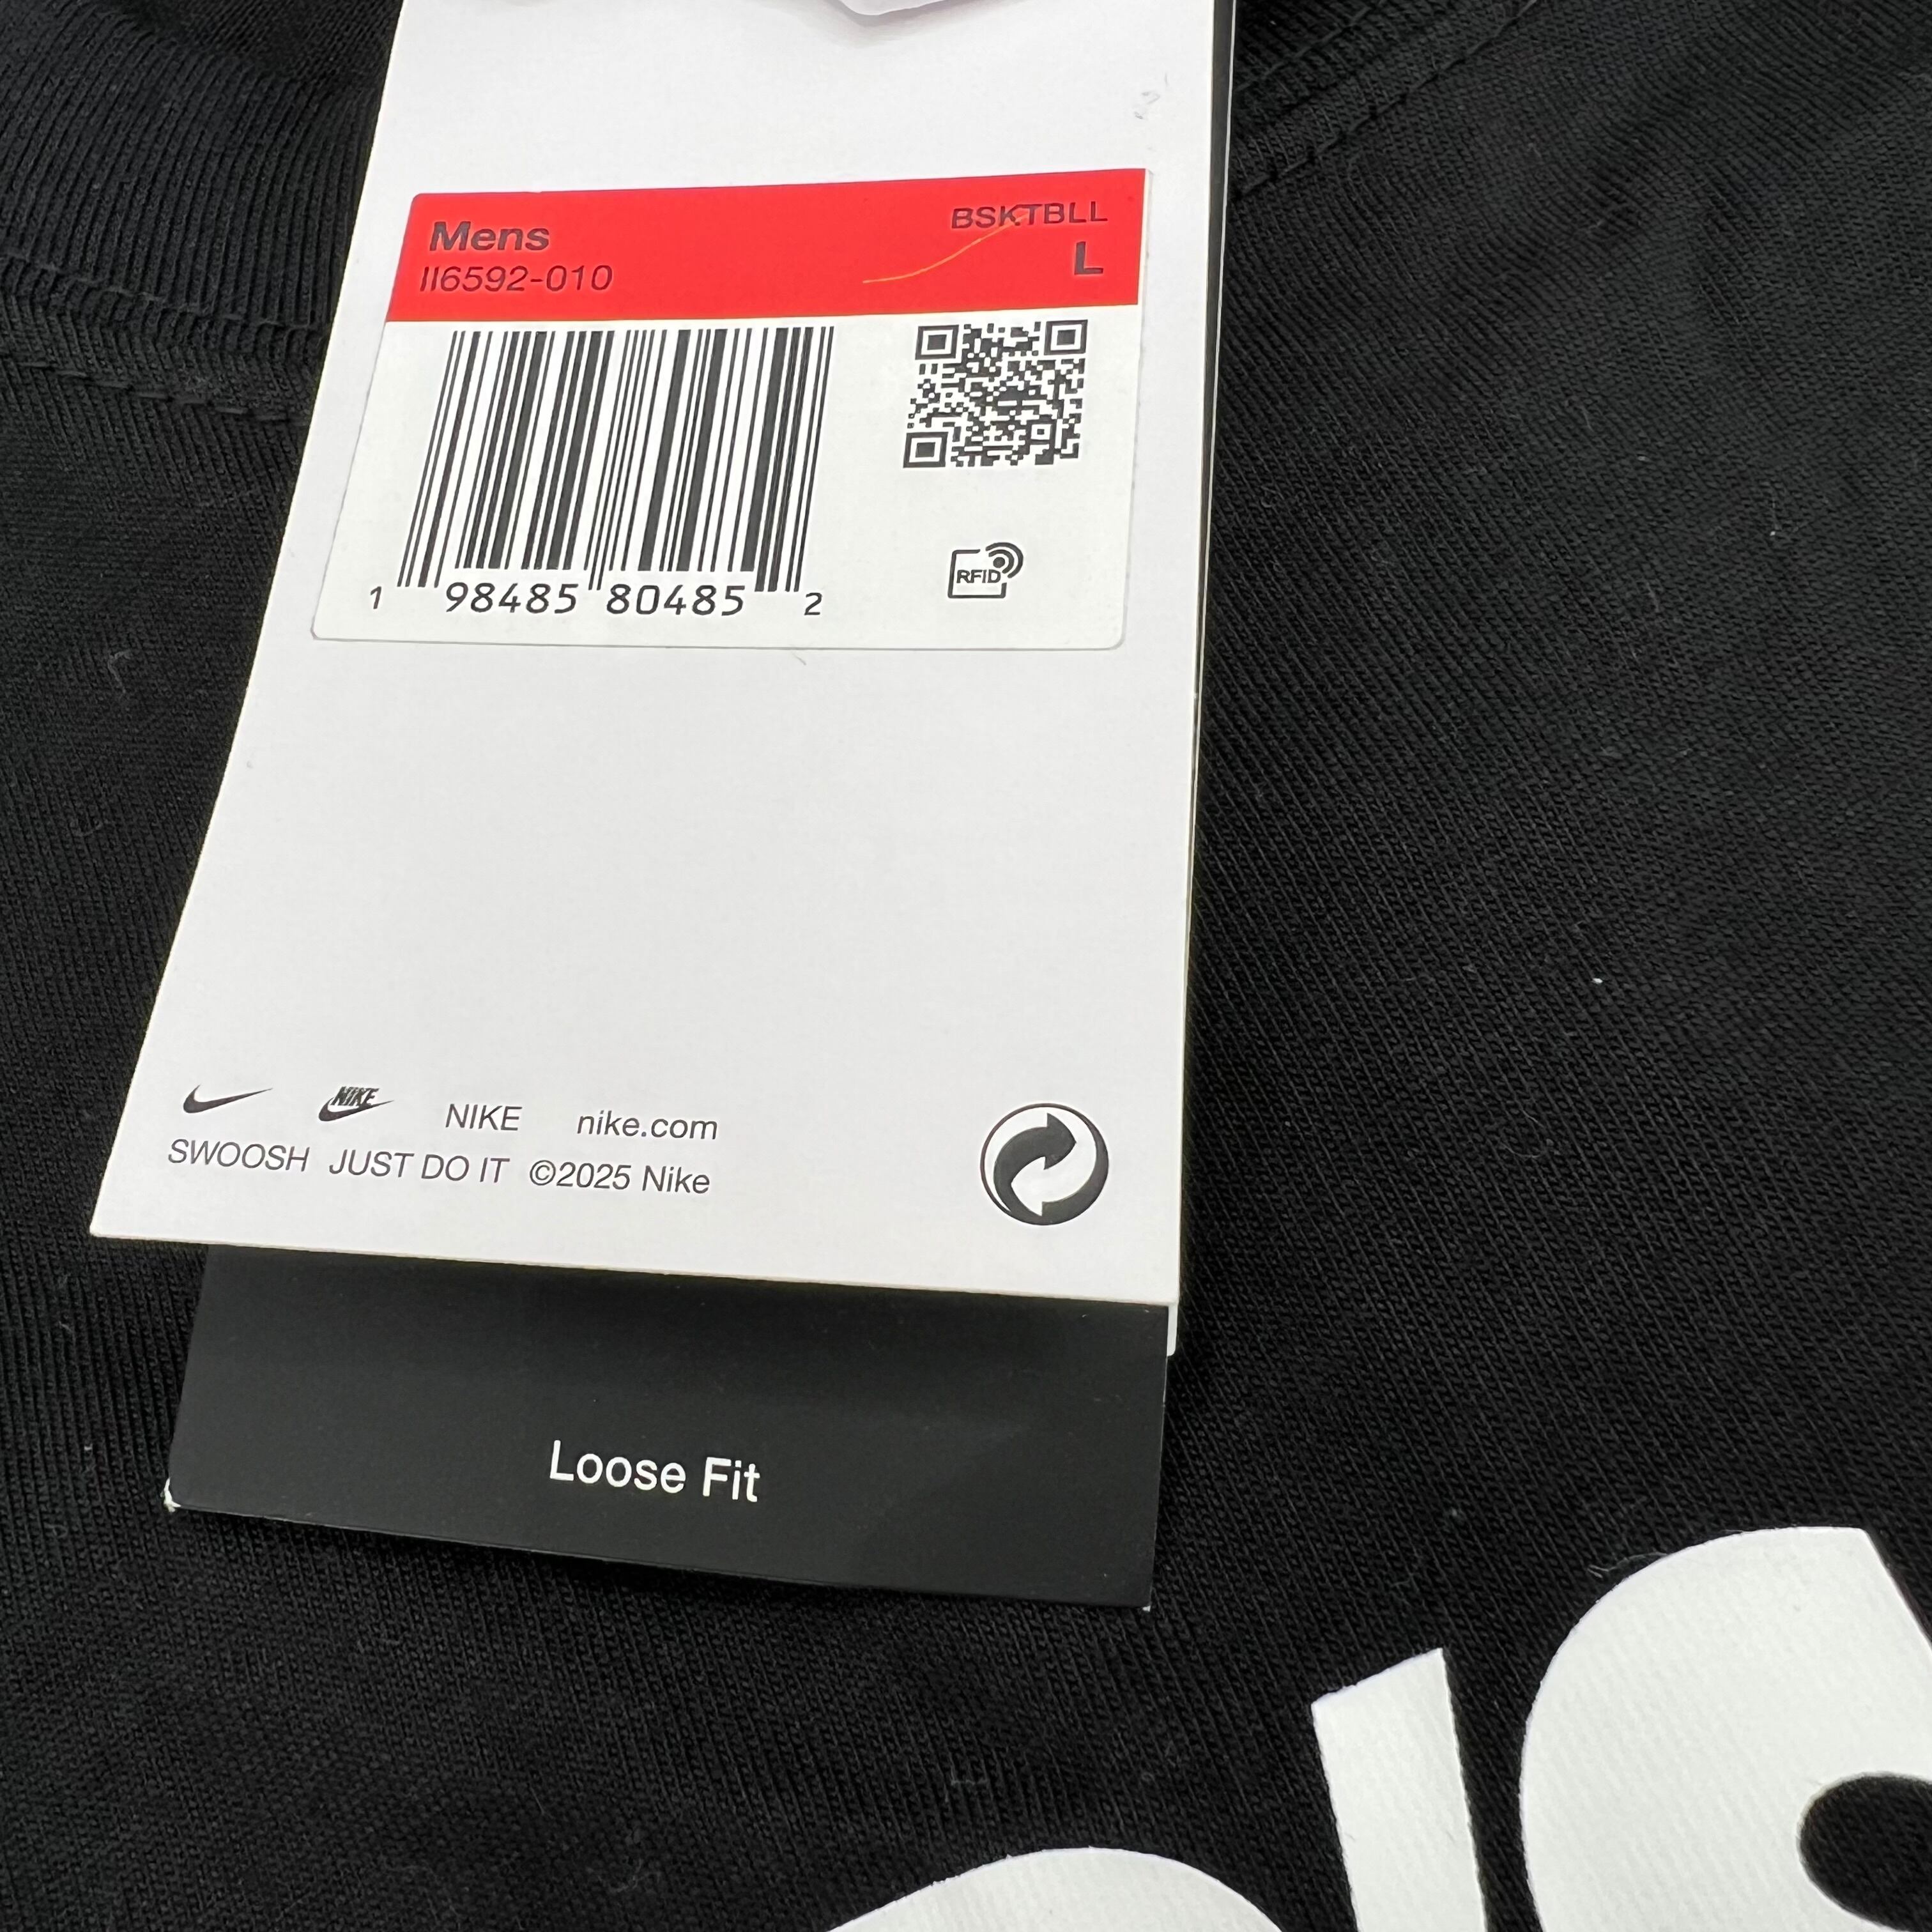 Mens BSKTBLL
II6592-010 L
1 98485 80485 2
RFID
NIKE NIKE nike.com
SWOOSH JUST DO IT ©2025 Nike
Loose Fit